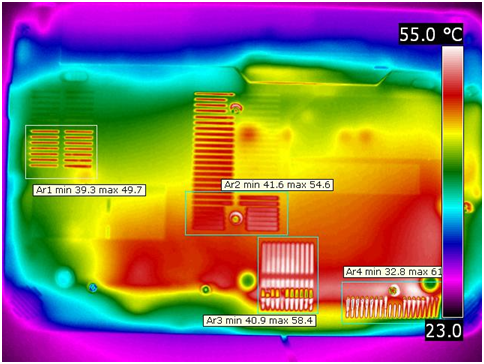 55.0 °C
Ar1 min 39.3 max 49.7
Ar2 min 41.6 max 54.6
Ar4 min 32.8 max 61
Ar3 min 40.9 max 58.4
23.0